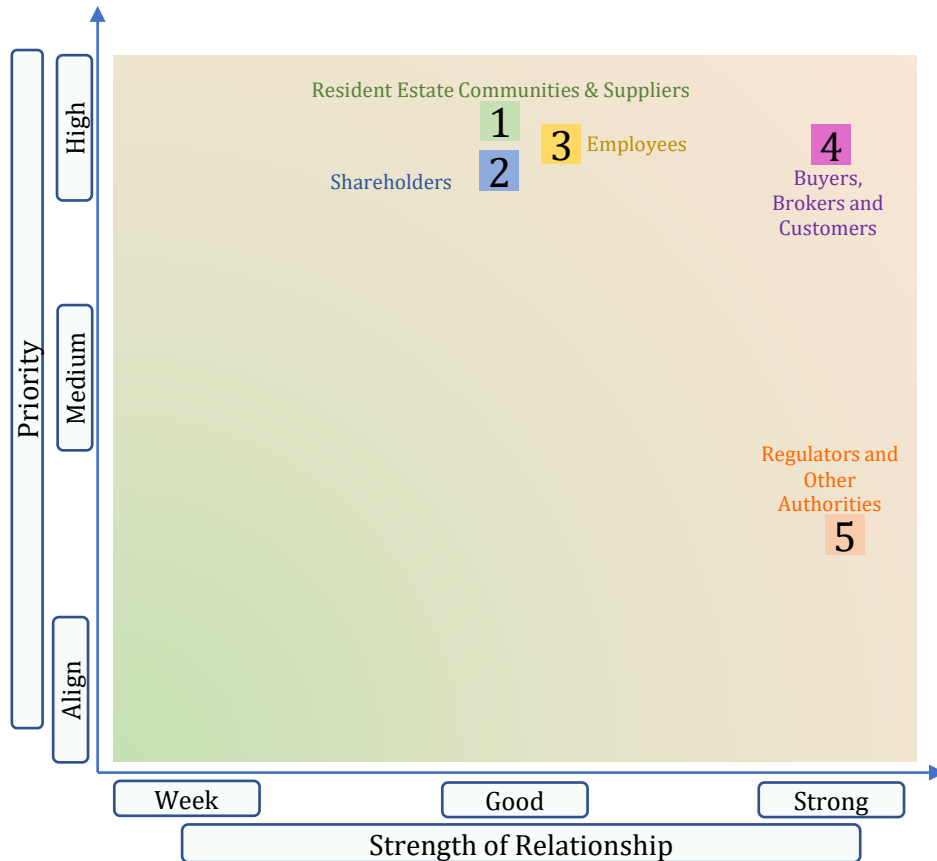 Priority
High
Medium
Align
Resident Estate Communities & Suppliers
1
3
Employees
2
Shareholders
4
Buyers,
Brokers and
Customers
Regulators and
Other
Authorities
5
Week
Good
Strong
Strength of Relationship